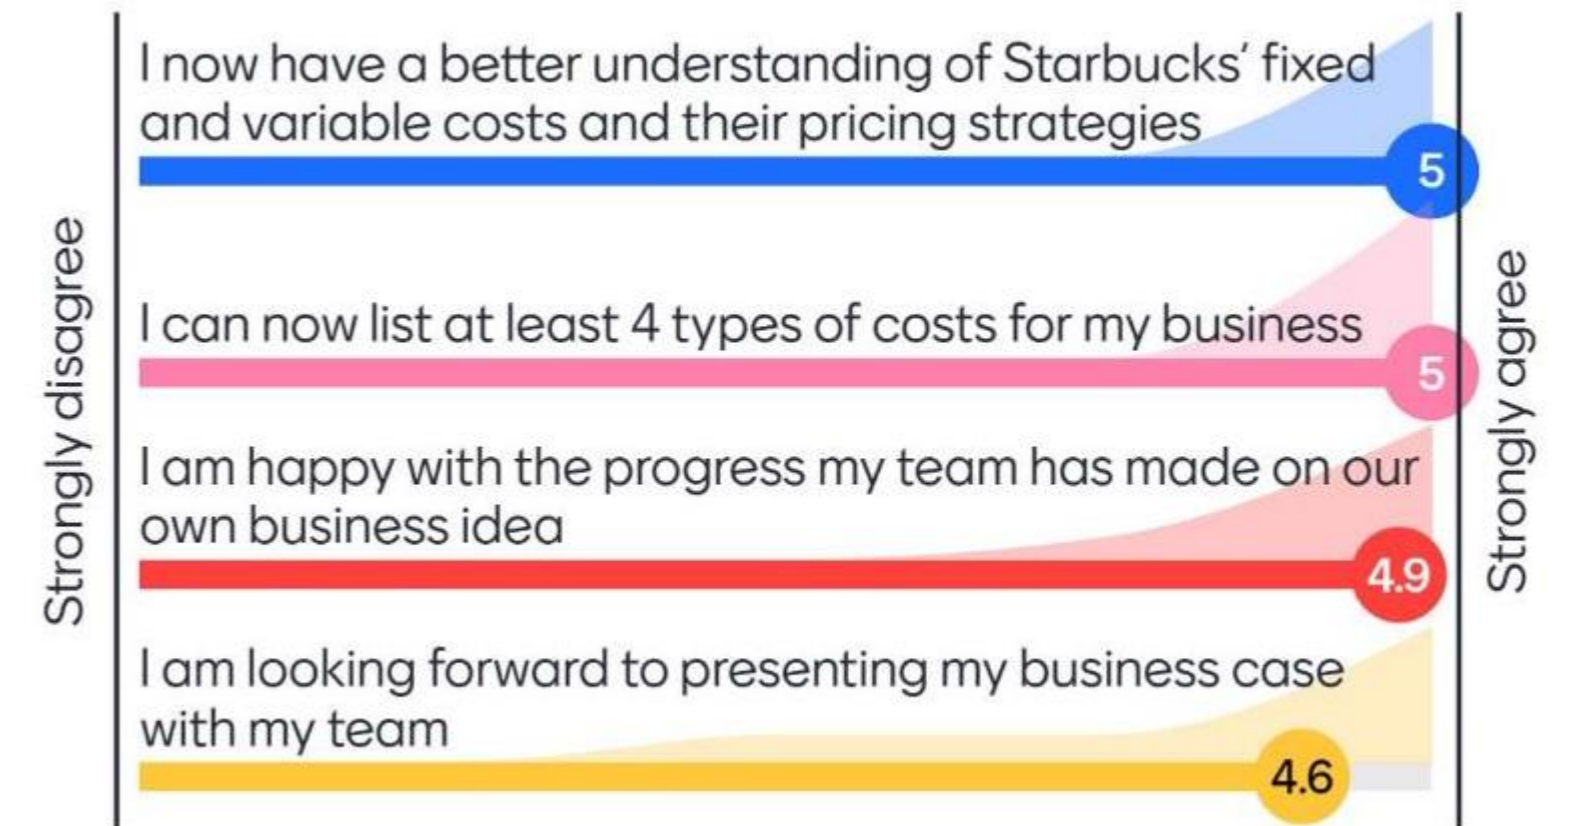 I now have a better understanding of Starbucks’ fixed
and variable costs and their pricing strategies
5
I can now list at least 4 types of costs for my business
5
I am happy with the progress my team has made on our
own business idea
4.9
I am looking forward to presenting my business case
with my team
4.6
Strongly disagree
Strongly agree